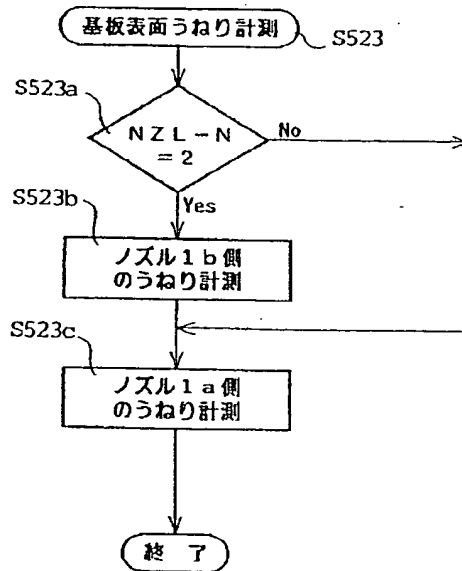 基板表面うねり計測
S523
S523a
NZL-N
=2
No
Yes
S523b
ノズル1b側
のうねり計測
S523c
ノズル1a側
のうねり計測
終了